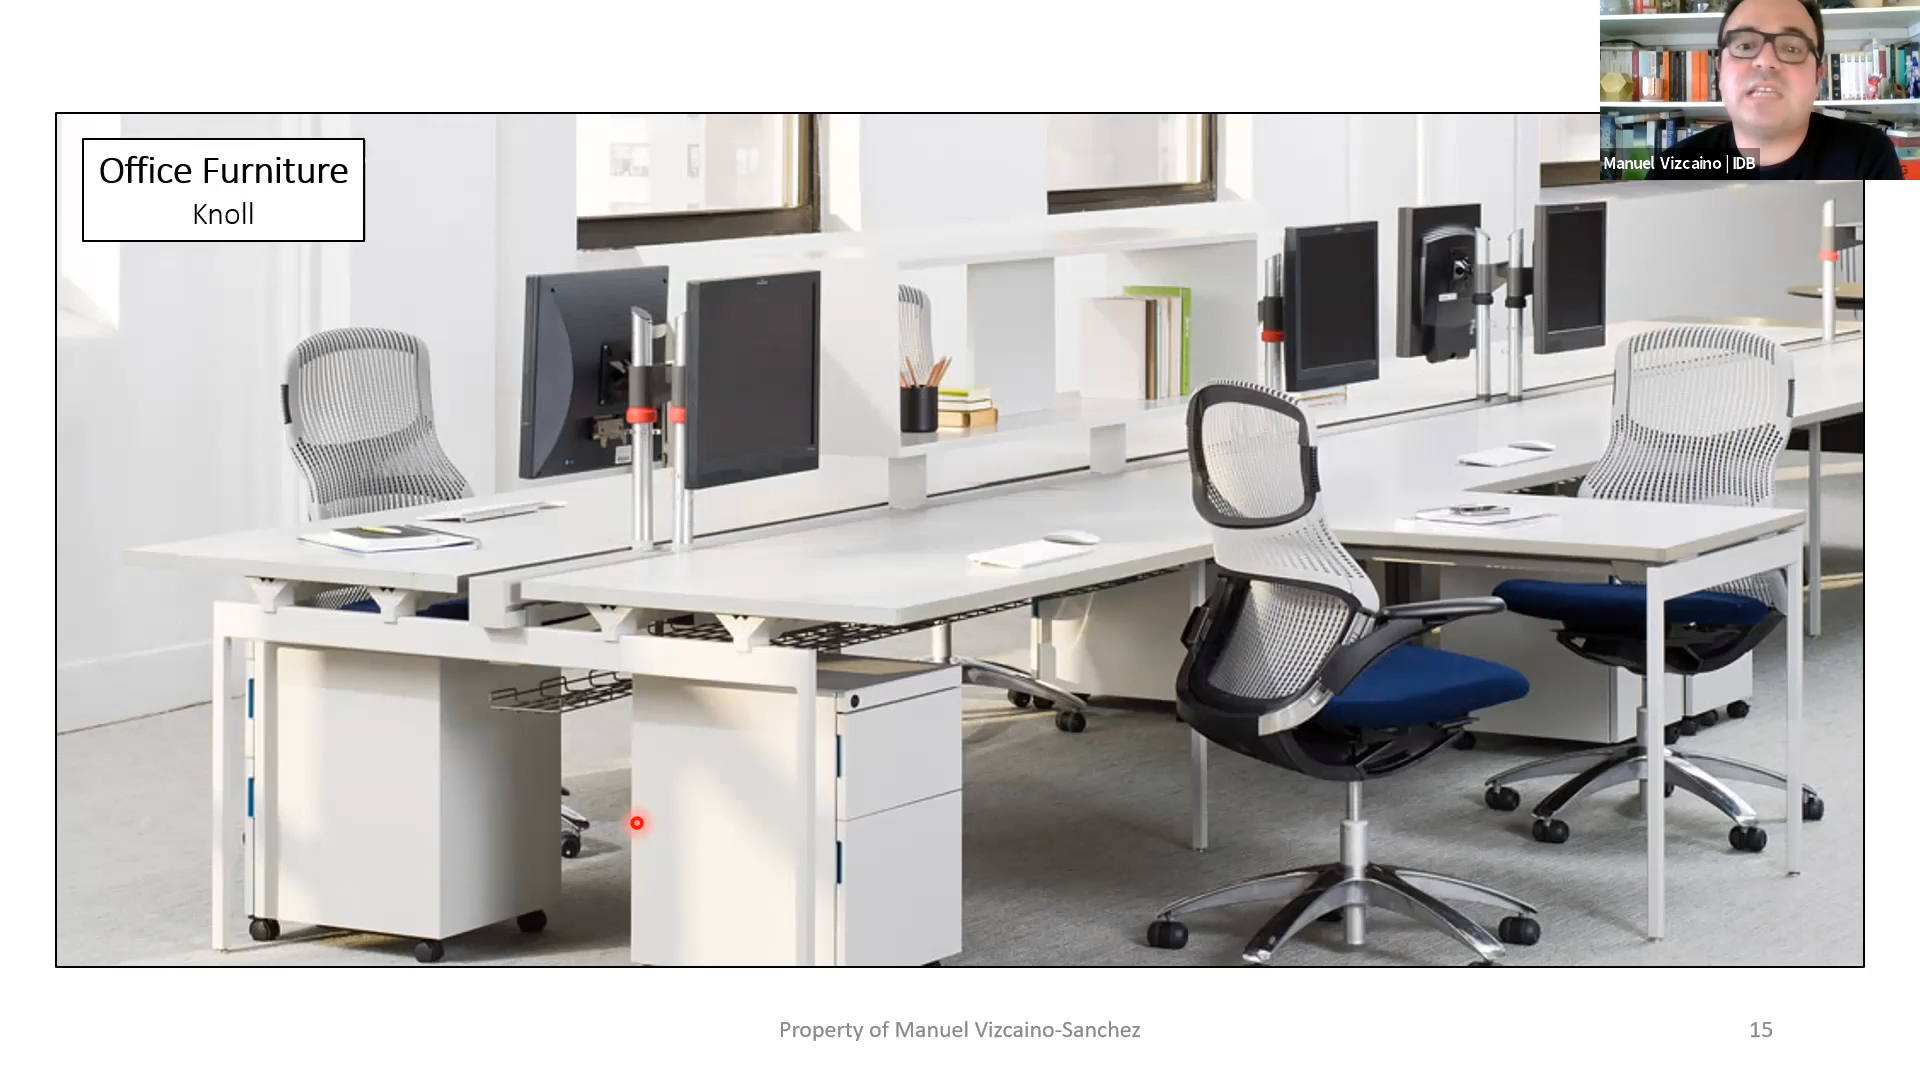 Office Furniture
Knoll
Manuel Vizcaino | IDB
Property of Manuel Vizcaino-Sanchez
15